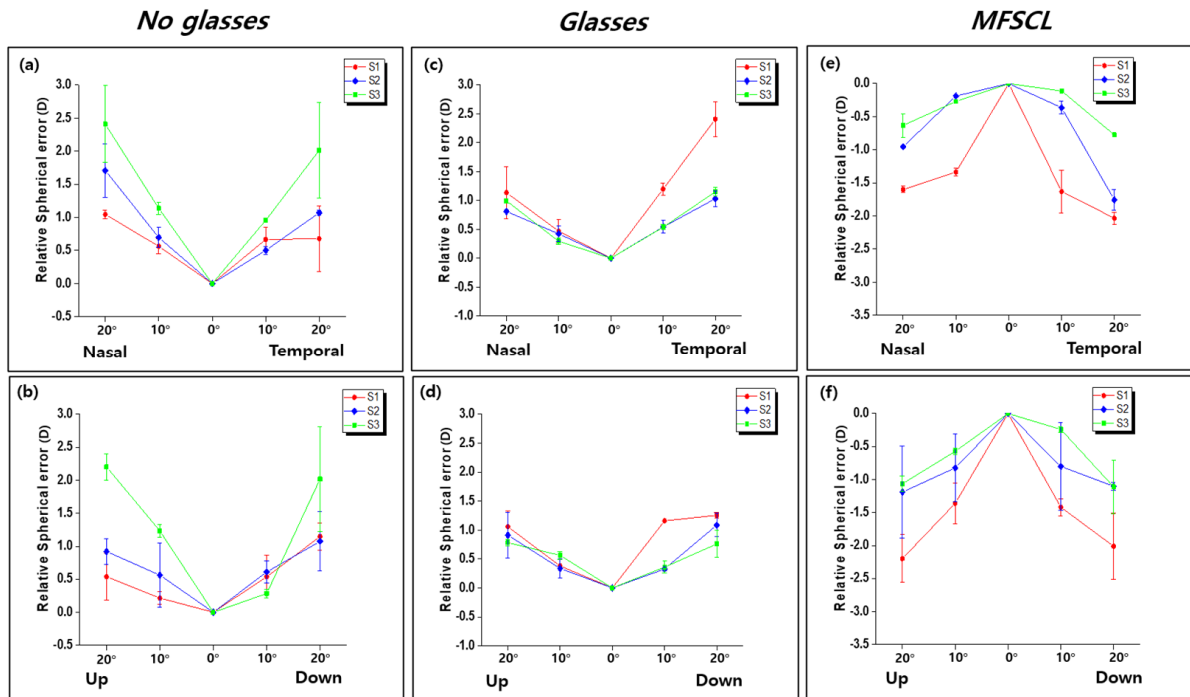 No glasses
Glasses
MFSCL
(a)
S1
S2
S3
Relative Spherical error (D)
3.0
2.5
2.0
1.5
1.0
0.5
0.0
-0.5
20° 10° 0° 10° 20°
Nasal Temporal
(c)
S1
S2
S3
Relative Spherical error (D)
3.0
2.5
2.0
1.5
1.0
0.5
0.0
-0.5
-1.0
20° 10° 0° 10° 20°
Nasal Temporal
(e)
S1
S2
S3
Relative Spherical error (D)
0.0
-0.5
-1.0
-1.5
-2.0
-2.5
-3.0
-3.5
20° 10° 0° 10° 20°
Nasal Temporal
(b)
S1
S2
S3
Relative Spherical error (D)
3.0
2.5
2.0
1.5
1.0
0.5
0.0
-0.5
20° 10° 0° 10° 20°
Up Down
(d)
S1
S2
S3
Relative Spherical error (D)
3.0
2.5
2.0
1.5
1.0
0.5
0.0
-0.5
-1.0
20° 10° 0° 10° 20°
Up Down
(f)
S1
S2
S3
Relative Spherical error (D)
0.0
-0.5
-1.0
-1.5
-2.0
-2.5
-3.0
-3.5
20° 10° 0° 10° 20°
Up Down